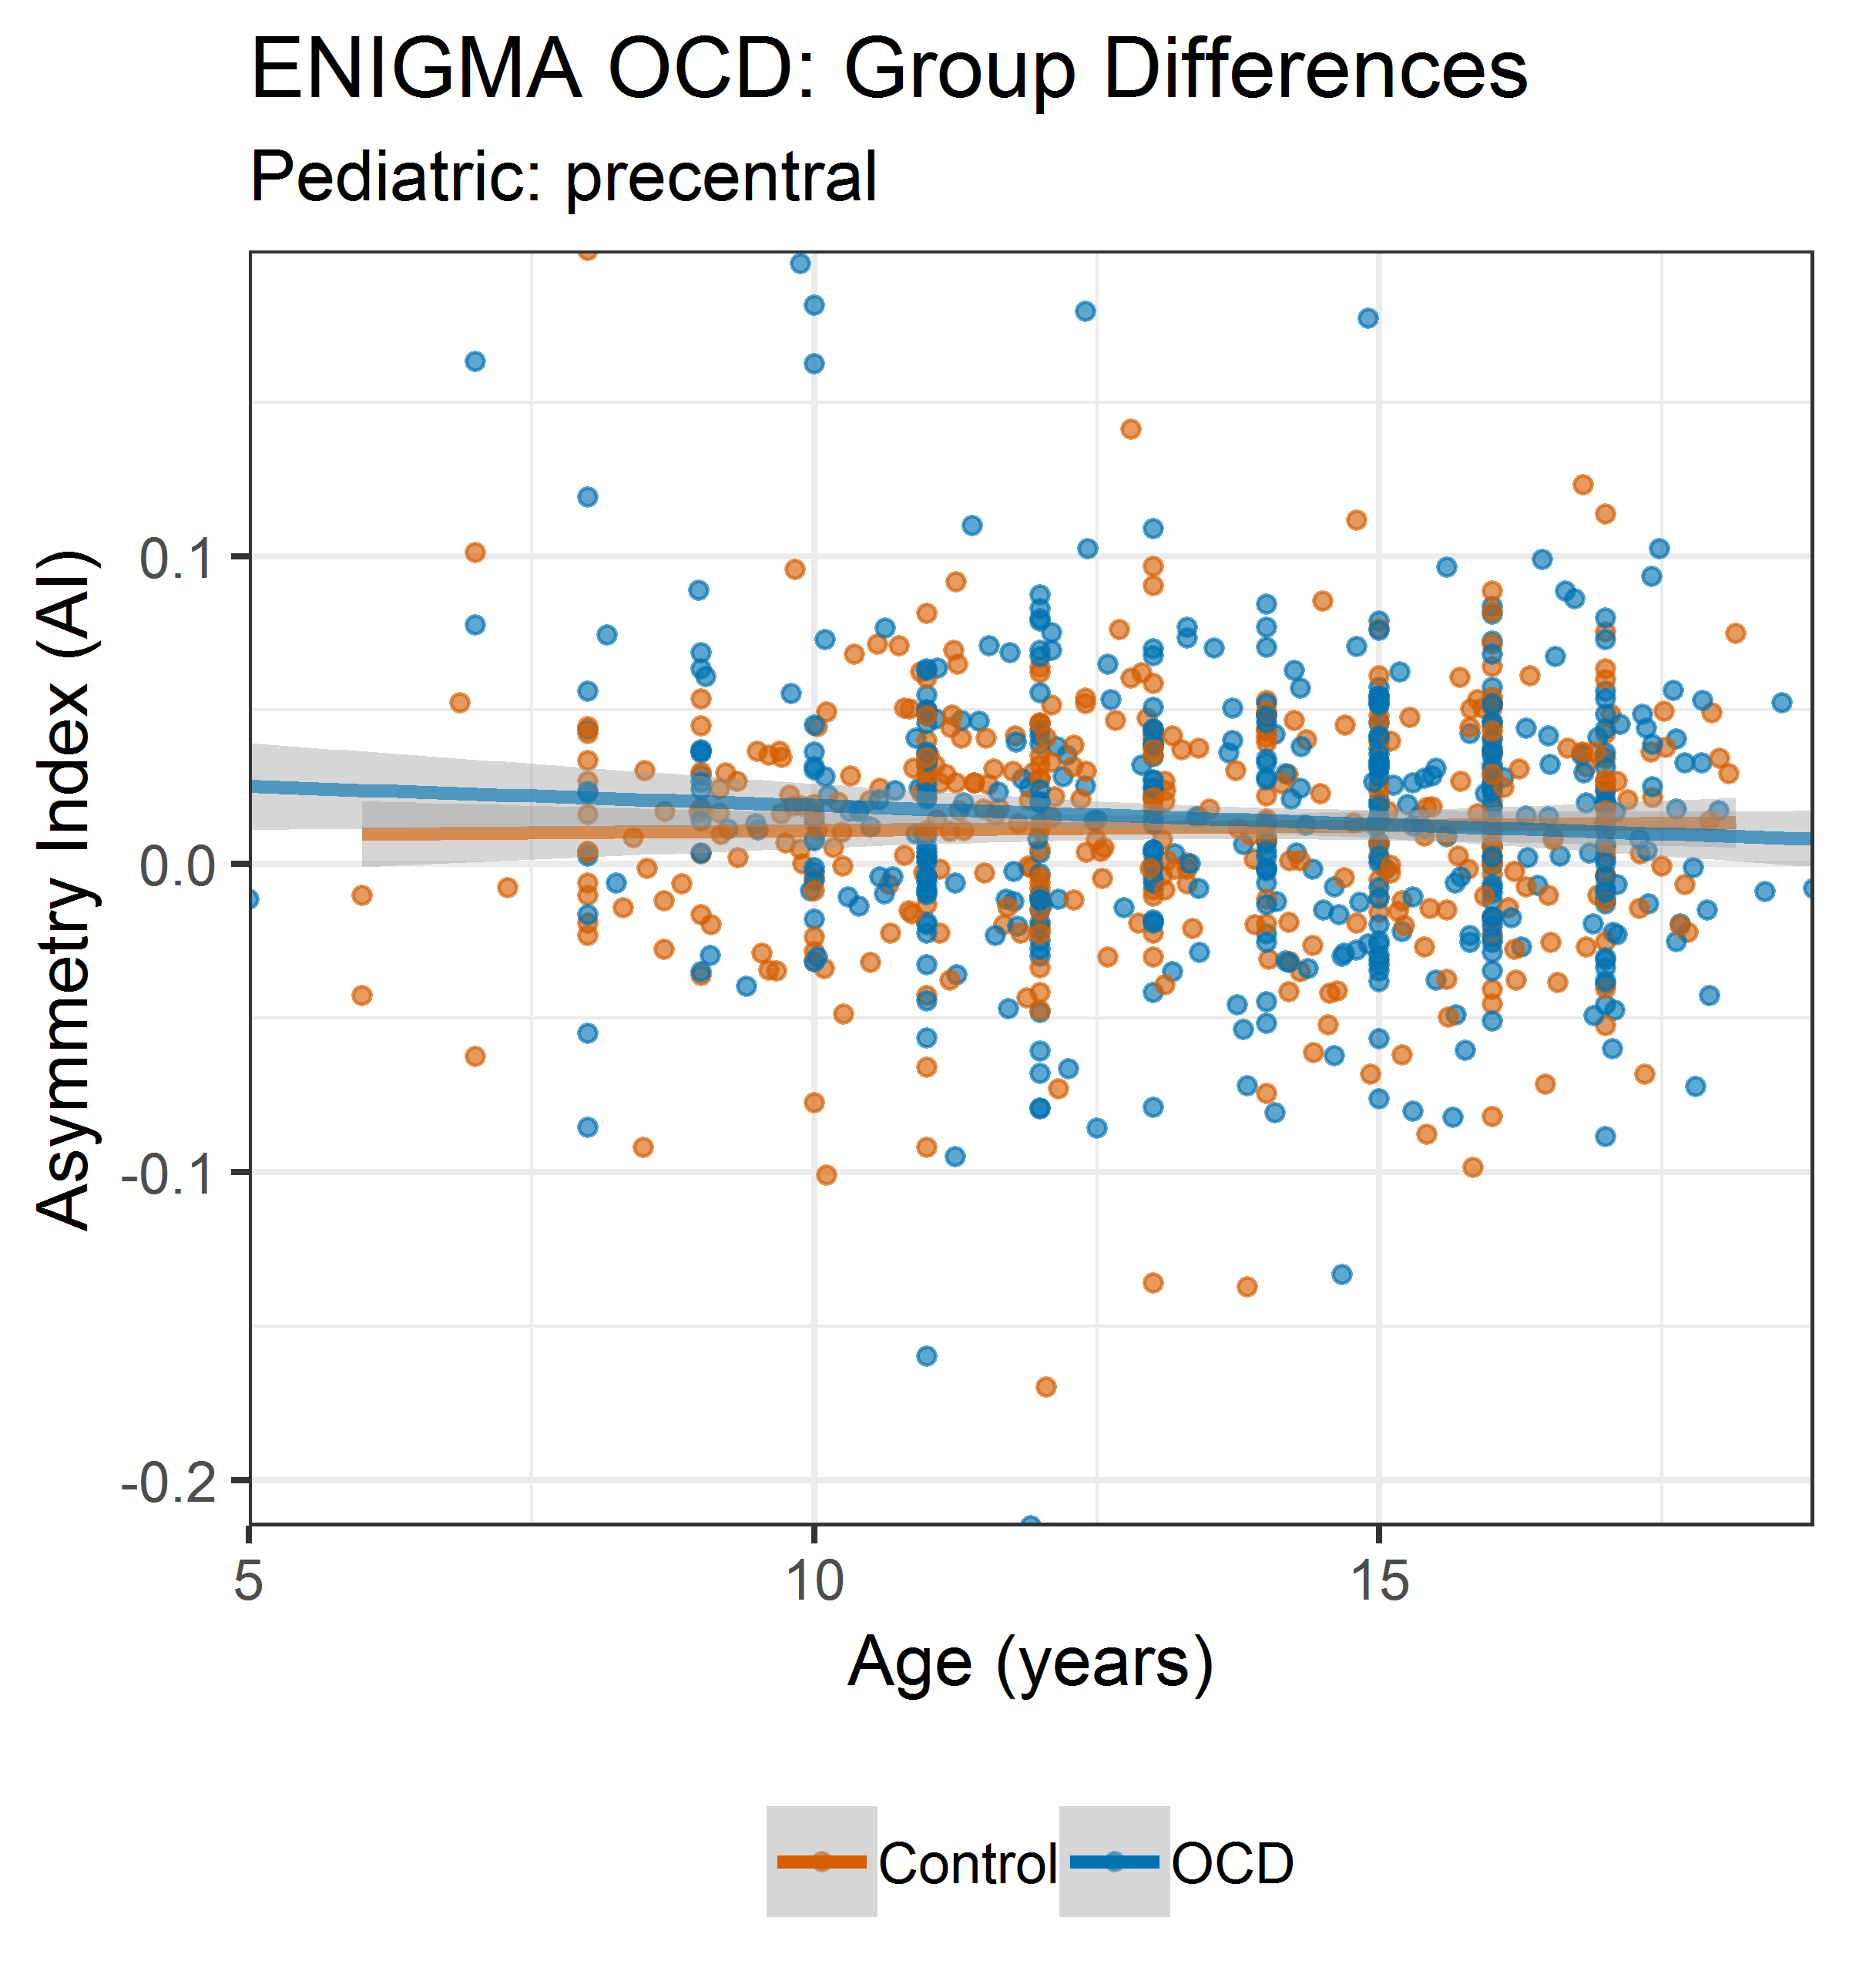 ENIGMA OCD: Group Differences
Pediatric: precentral
Asymmetry Index (AI)
0.1
0.0
-0.1
-0.2
5 10 15
Age (years)
Control OCD